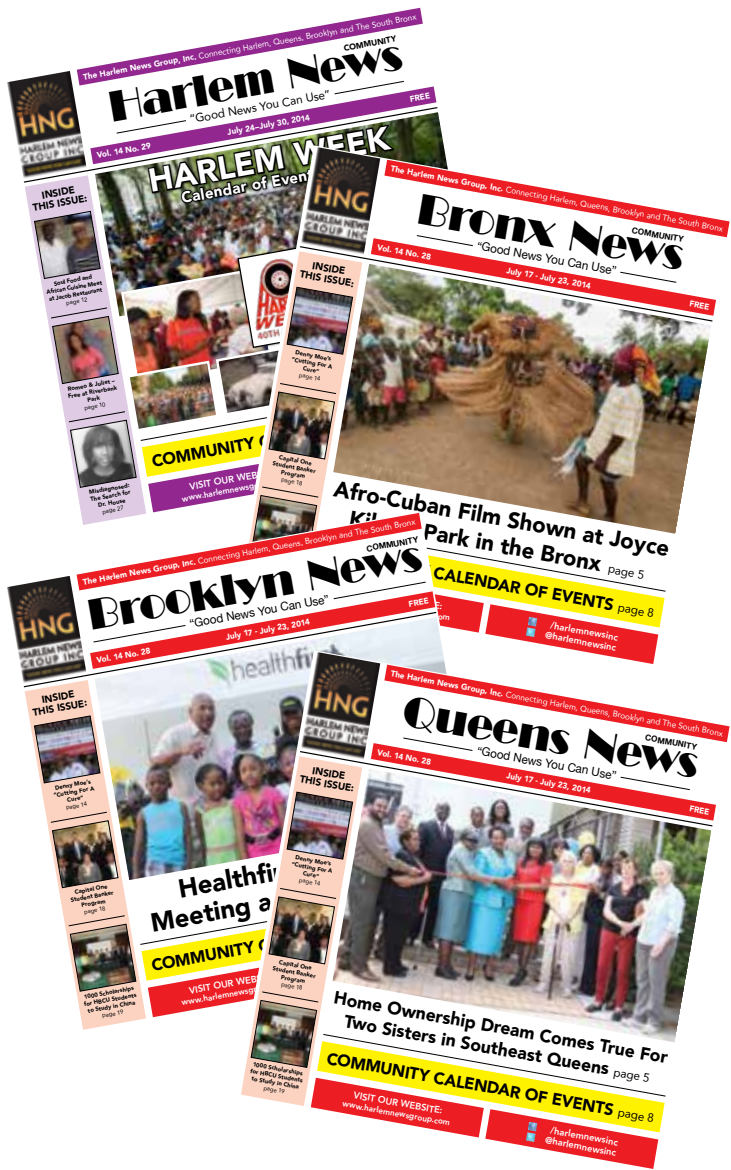 The Harlem News Group, Inc. Connecting Harlem, Queens, Brooklyn and The South Bronx
COMMUNITY
Harlem News
"Good News You Can Use"
Vol. 14 No. 29
July 24–July 30, 2014
FREE
HNG
HARLEM NEWS
GROUP INC
INSIDE
THIS ISSUE:
Soul Food and
African Cuisine Meet
at Jacob Restaurant
page 12
Romeo & Juliet –
Free at Riverbank
Park
page 10
Misdiagnosed:
The Search for
Dr. House
page 27
HARLEM WEEK
Calendar of
40TH
COMMUNITY
VISIT OUR
The Harlem News Group, Inc. Connecting Harlem, Queens, Brooklyn and The South Bronx
Bronx News
COMMUNITY
"Good News You Can Use"
Vol. 14 No. 28
July 17 - July 23, 2014
FREE
HNG
HARLEM NEWS
GROUP INC
INSIDE
THIS ISSUE:
Denny Moe's
"Cutting For A
Cure"
page 14
Capital One
Student Banker
Program
page 18
Afro-Cuban Film Shown at Joyce
Park in the Bronx page 5
CALENDAR OF EVENTS page 8
/harlemnewsinc
@harlemnewsinc
The Harlem News Group, Inc. Connecting Harlem, Queens, Brooklyn and The South Bronx
COMMUNITY
Brooklyn News
"Good News You Can Use"
Vol. 14 No. 28
July 17 - July 23, 2014
FREE
HNG
HARLEM NEWS
GROUP INC
INSIDE
THIS ISSUE:
Denny Moe's
"Cutting For A
Cure"
page 14
Capital One
Student Banker
Program
page 18
1000 Scholarships
for HBCU Students
to Study in China
page 19
Meeting
COMMUNITY
VISIT OUR
The Harlem News Group, Inc. Connecting Harlem, Queens, Brooklyn and The South Bronx
Queens News
COMMUNITY
"Good News You Can Use"
Vol. 14 No. 28
July 17 - July 23, 2014
FREE
HNG
HARLEM NEWS
GROUP INC
INSIDE
THIS ISSUE:
Denny Moe's
"Cutting For A
Cure"
page 14
Capital One
Student Banker
Program
page 18
1000 Scholarships
for HBCU Students
to Study in China
page 19
Home Ownership Dream Comes True For
Two Sisters in Southeast Queens page 5
COMMUNITY CALENDAR OF EVENTS page 8
VISIT OUR WEBSITE:
www.harlemnewsgroup.com
/harlemnewsinc
@harlemnewsinc